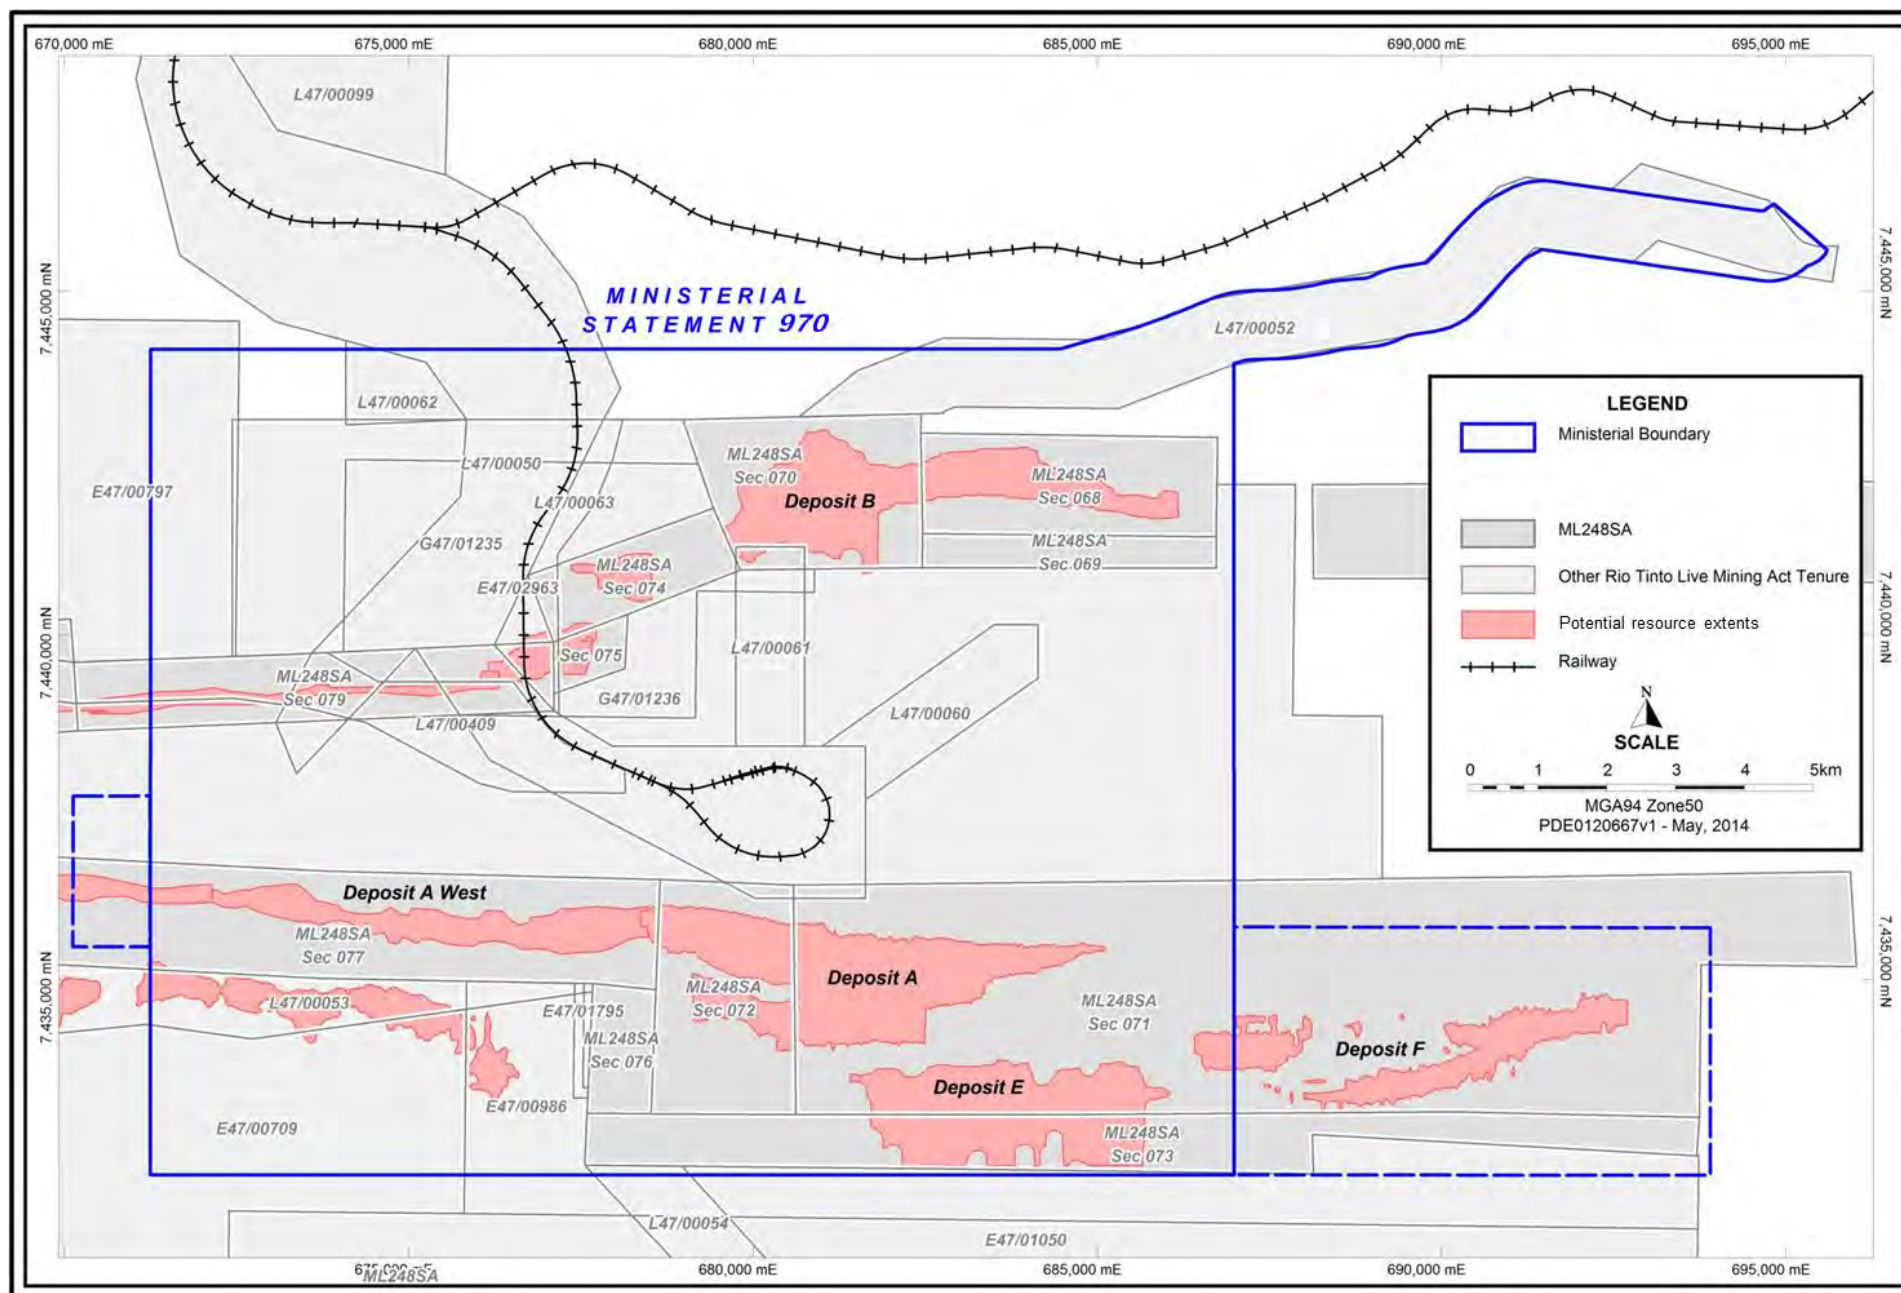 670,000 mE
675,000 mE
680,000 mE
685,000 mE
690,000 mE
695,000 mE
L47/00099
7,445,000 mN
7,445,000 mN
MINISTERIAL
STATEMENT 970
L47/00052
L47/00062
LEGEND
Ministerial Boundary
ML248SA
Other Rio Tinto Live Mining Act Tenure
Potential resource extents
Railway
N
SCALE
0 1 2 3 4 5km
MGA94 Zone50
PDE0120667v1 - May, 2014
E47/00797
L47/00050
L47/00063
ML248SA
Sec 070
Deposit B
ML248SA
Sec 068
G47/01235
ML248SA
Sec 069
E47/02963
ML248SA
Sec 074
7,440,000 mN
7,440,000 mN
Sec 075
L47/00061
ML248SA
Sec 079
G47/01236
L47/00409
L47/00060
Deposit A West
ML248SA
Sec 077
Deposit A
7,435,000 mN
7,435,000 mN
L47/00053
E47/01795
ML248SA
Sec 072
ML248SA
Sec 071
ML248SA
Sec 076
Deposit F
Deposit E
E47/00986
E47/00709
ML248SA
Sec 073
L47/00054
E47/01050
675,000 mE
ML248SA
680,000 mE
685,000 mE
690,000 mE
695,000 mE